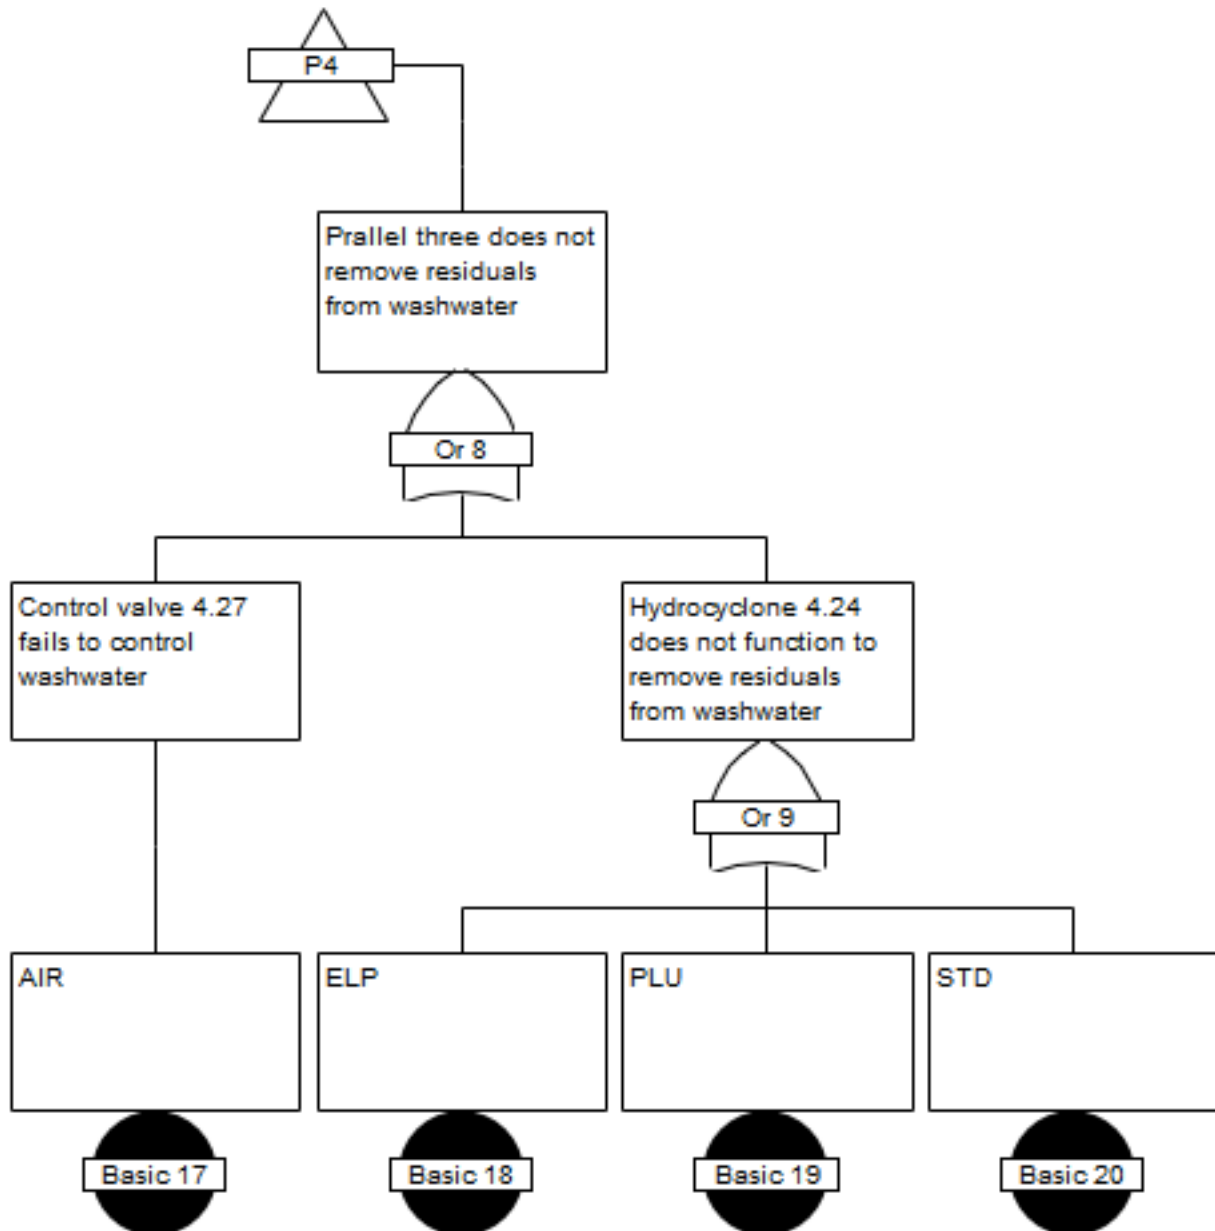 P4
Prallel three does not
remove residuals
from washwater
Or 8
Control valve 4.27
fails to control
washwater
Hydrocyclone 4.24
does not function to
remove residuals
from washwater
Or 9
AIR
ELP
PLU
STD
Basic 17
Basic 18
Basic 19
Basic 20